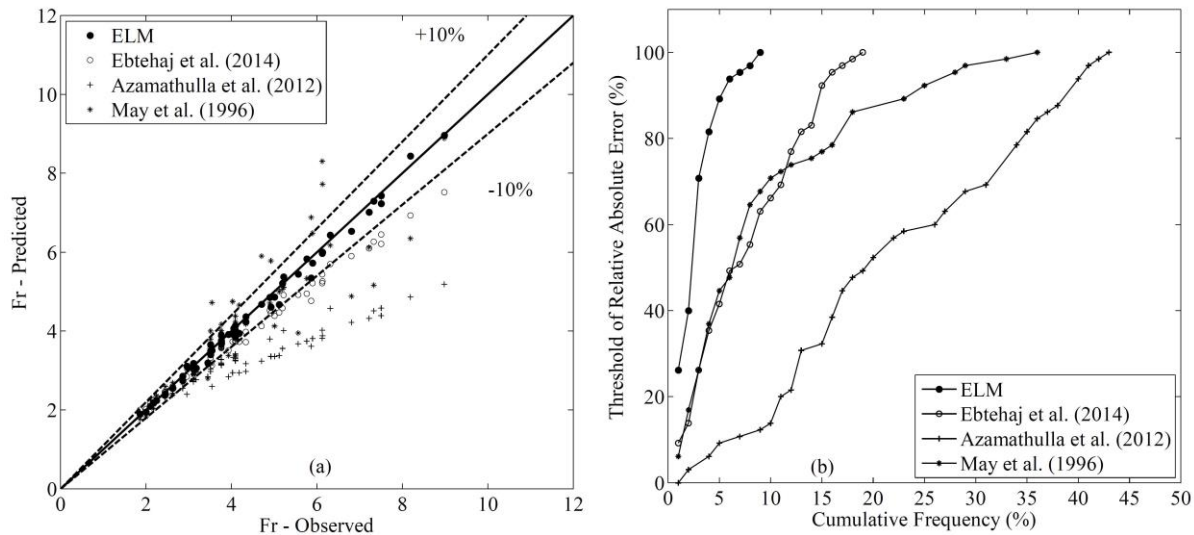 12
10
8
6
4
2
0
Fr - Predicted
ELM
Ebtehaj et al. (2014)
Azamathulla et al. (2012)
May et al. (1996)
+10%
-10%
(a)
0 2 4 6 8 10 12
Fr - Observed
110
100
80
60
40
20
0
Threshold of Relative Absolute Error (%)
ELM
Ebtehaj et al. (2014)
Azamathulla et al. (2012)
May et al. (1996)
(b)
0 5 10 15 20 25 30 35 40 45 50
Cumulative Frequency (%)